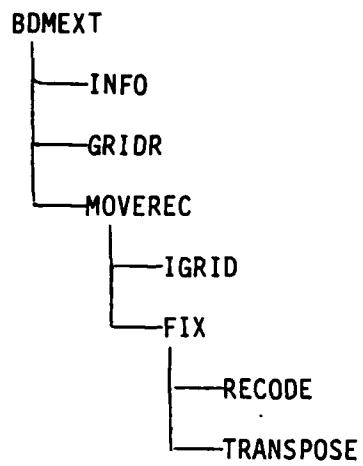 BDMEXT
INFO
GRIDR
MOVEREC
IGRID
FIX
RECODE
TRANSPOSE